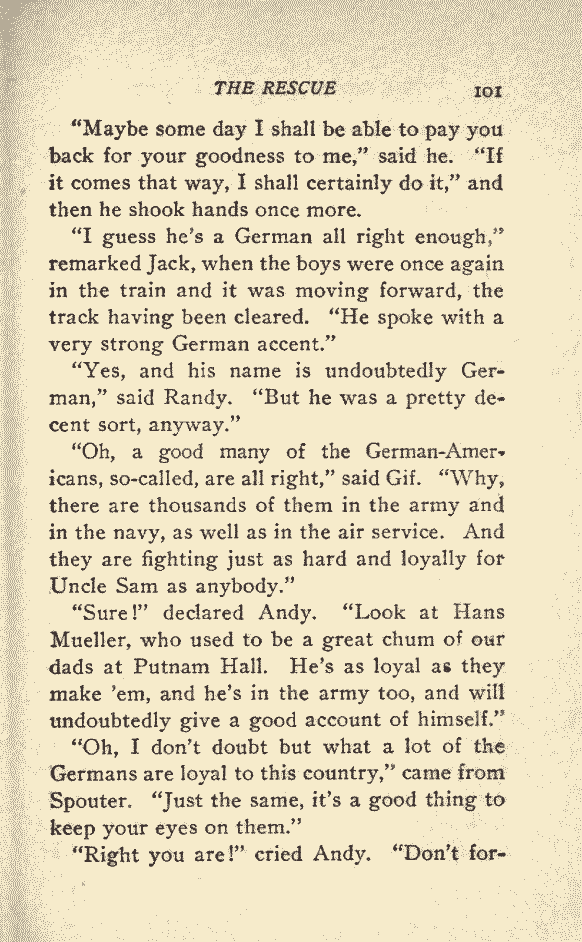 THE RESCUE 101
“Maybe some day I shall be able to pay you
back for your goodness to me,” said he. “If
it comes that way, I shall certainly do it,” and
then he shook hands once more.
“I guess he’s a German all right enough,”
remarked Jack, when the boys were once again
in the train and it was moving forward, the
track having been cleared. “He spoke with a
very strong German accent.”
“Yes, and his name is undoubtedly Ger-
man,” said Randy. “But he was a pretty de-
cent sort, anyway.”
“Oh, a good many of the German-Amer-
icans, so-called, are all right,” said Gif. “Why,
there are thousands of them in the army and
in the navy, as well as in the air service. And
they are fighting just as hard and loyally for
Uncle Sam as anybody.”
“Sure!” declared Andy. “Look at Hans
Mueller, who used to be a great chum of our
dads at Putnam Hall. He’s as loyal as they
make ’em, and he’s in the army too, and will
undoubtedly give a good account of himself.”
“Oh, I don’t doubt but what a lot of the
Germans are loyal to this country,” came from
Spouter. “Just the same, it’s a good thing to
keep your eyes on them.”
“Right you are!” cried Andy. “Don’t for-